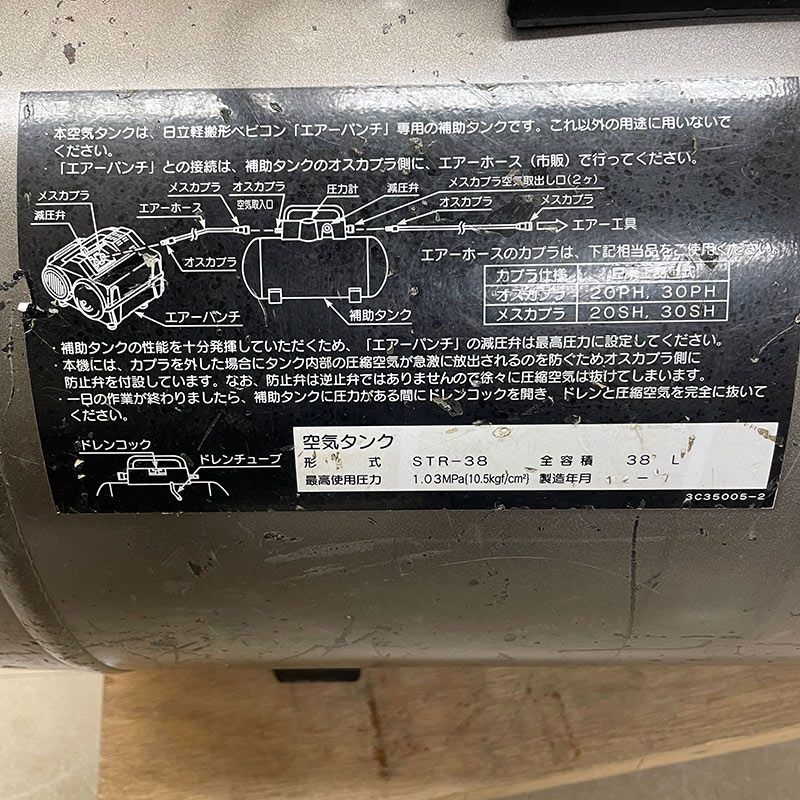 ・本空気タンクは、日立軽搬形ベビコン「エアーパンチ」専用の補助タンクです。これ以外の用途に用いないで
ください。
・「エアーパンチ」との接続は、補助タンクのオスカプラ側に、エアーホース（市販）で行ってください。
メスカプラ オスカプラ 圧力計 減圧弁 メスカプラ空気取出し口(2ヶ)
メスカプラ エアーホース 空気取入口 オスカプラ メスカプラ
減圧弁 エアー工具
オスカプラ
エアーホースのカプラは、下記相当品をご使用ください
カプラ仕様 式
オスカプラ 20PH, 30PH
メスカプラ 20SH, 30SH
エアーパンチ 補助タンク
・補助タンクの性能を十分発揮していただくため、「エアーパンチ」の減圧弁は最高圧力に設定してください。
・本機には、カプラを外した場合にタンク内部の圧縮空気が急激に放出されるのを防ぐためオスカプラ側に
防止弁を付設しています。なお、防止弁は逆止弁ではありませんので徐々に圧縮空気は抜けてしまいます。
・一日の作業が終わりましたら、補助タンクに圧力がある間にドレンコックを開き、ドレンと圧縮空気を完全に抜いて
ください。
ドレンコック
ドレンチューブ
空気タンク
形 式 STR-38 全容積 38 L
最高使用圧力 1.03MPa{10.5kgf/cm²} 製造年月 -
3C35005-2